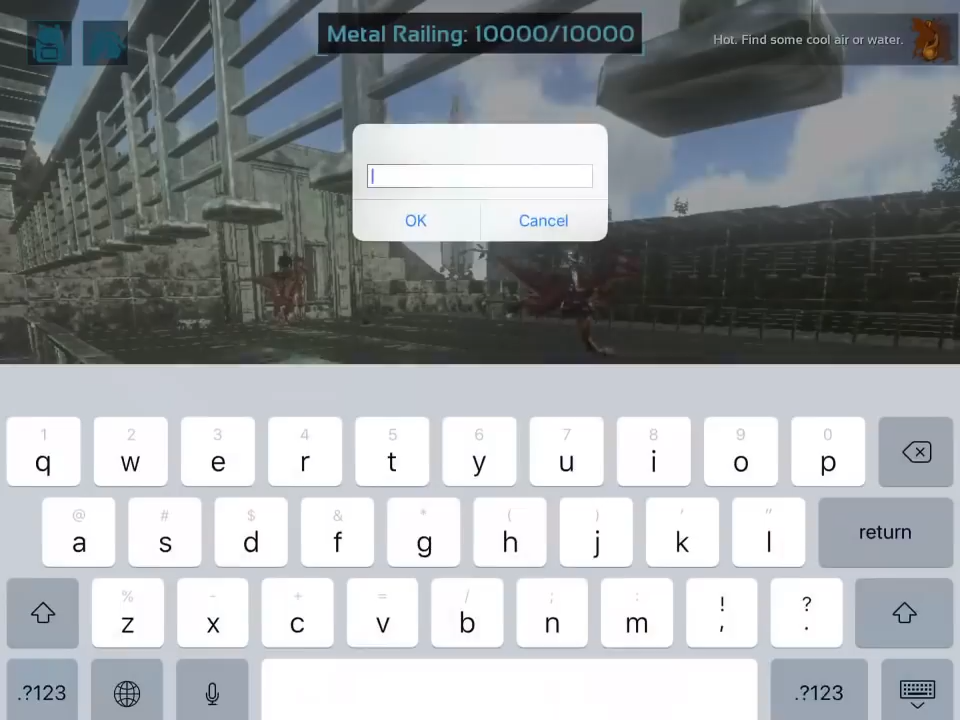 Metal Railing: 10000/10000
Hot. Find some cool air or water.
OK Cancel
1 2 3 4 5 6 7 8 9 0
q w e r t y u i o p
@ # $ & * ( ) ' "
a s d f g h j k l return
% - + = / ; : ! ?
z x c v b n m , .
.?123 .?123